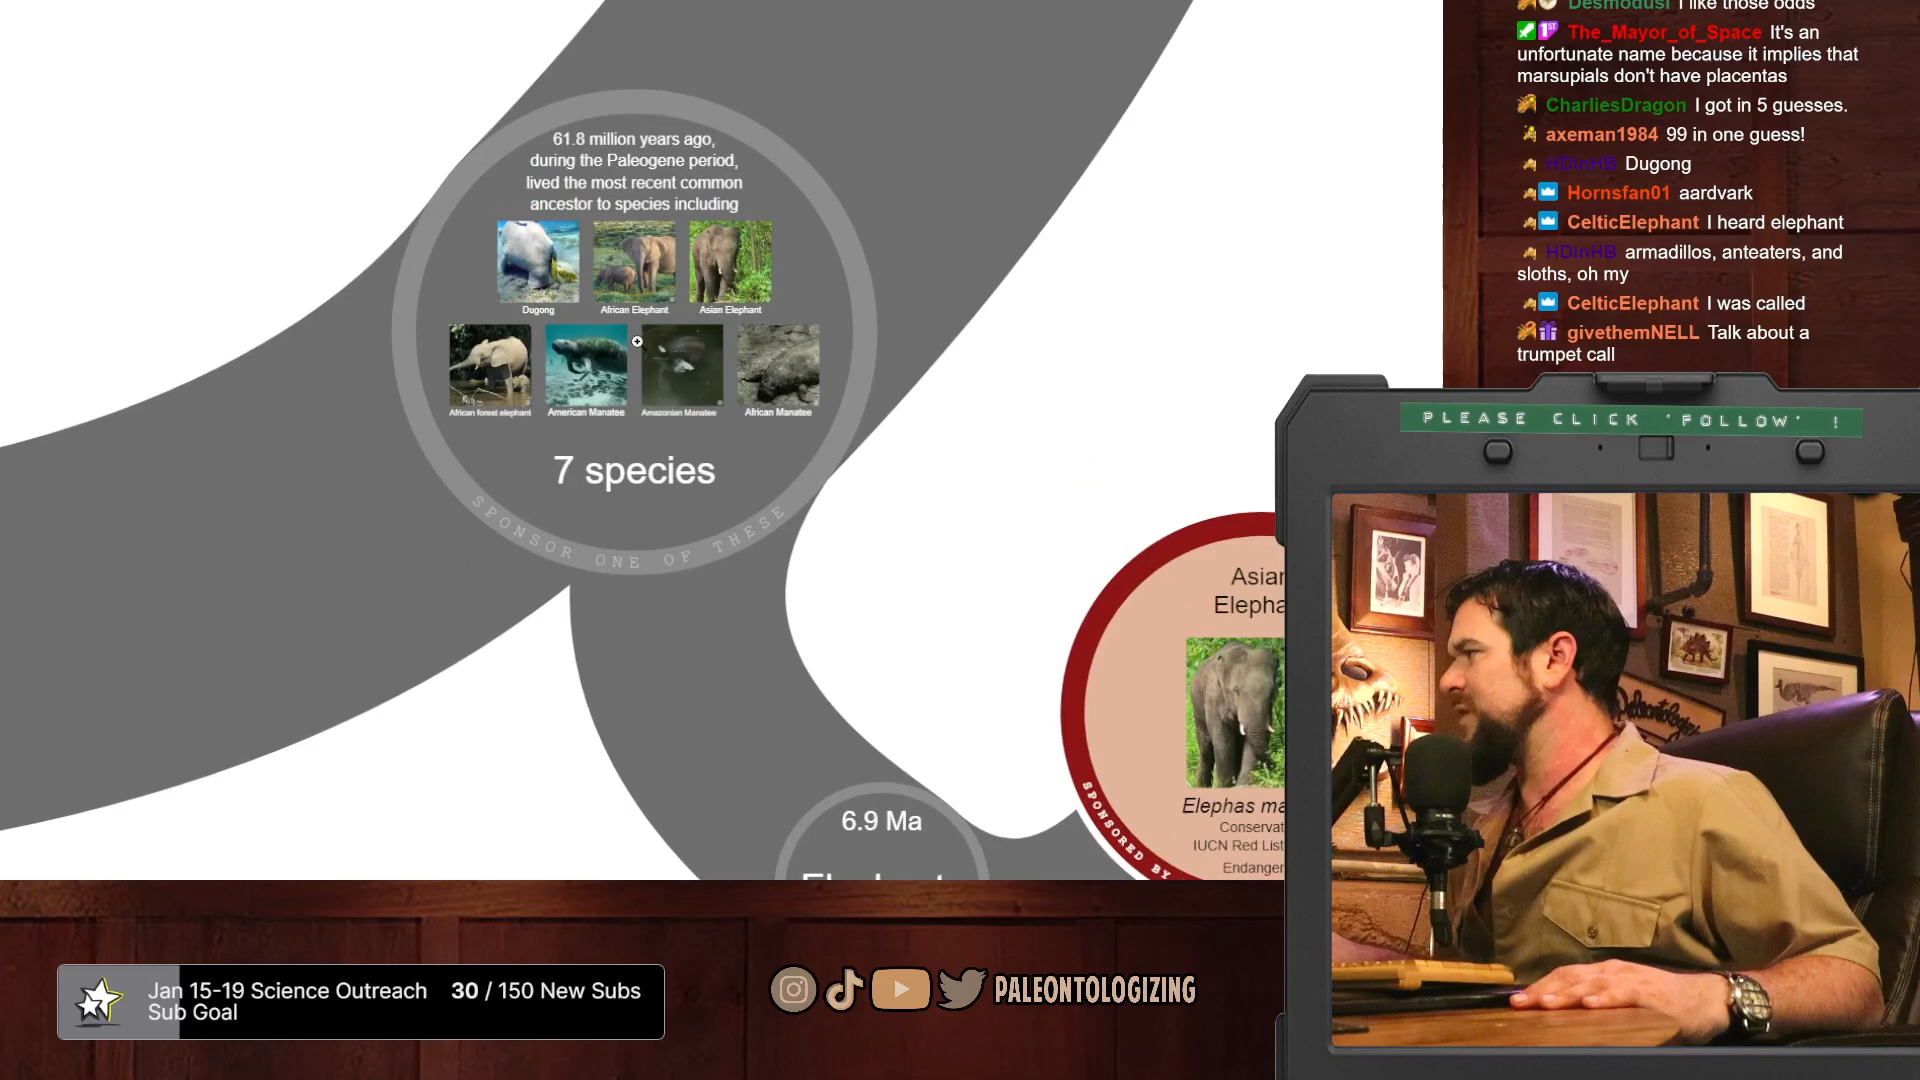 61.8 million years ago,
during the Paleogene period,
lived the most recent common
ancestor to species including
Dugong
African Elephant
Asian Elephant
African forest elephant
American Manatee
Amazonian Manatee
African Manatee
7 species
SPONSOR ONE OF THESE
6.9 Ma
Asian
Elepha
Elephas ma
Conservat
IUCN Red List
Endanger
SPONSORED BY
Desmodusi I like those odds
The_Mayor_of_Space It's an
unfortunate name because it implies that
marsupials don't have placentas
CharliesDragon I got in 5 guesses.
axeman1984 99 in one guess!
HDinHB Dugong
Hornsfan01 aardvark
CelticElephant I heard elephant
HDinHB armadillos, anteaters, and
sloths, oh my
CelticElephant I was called
givethemNELL Talk about a
trumpet call
PLEASE CLICK "FOLLOW" !
Jan 15-19 Science Outreach 30 / 150 New Subs
Sub Goal
PALEONTOLOGIZING